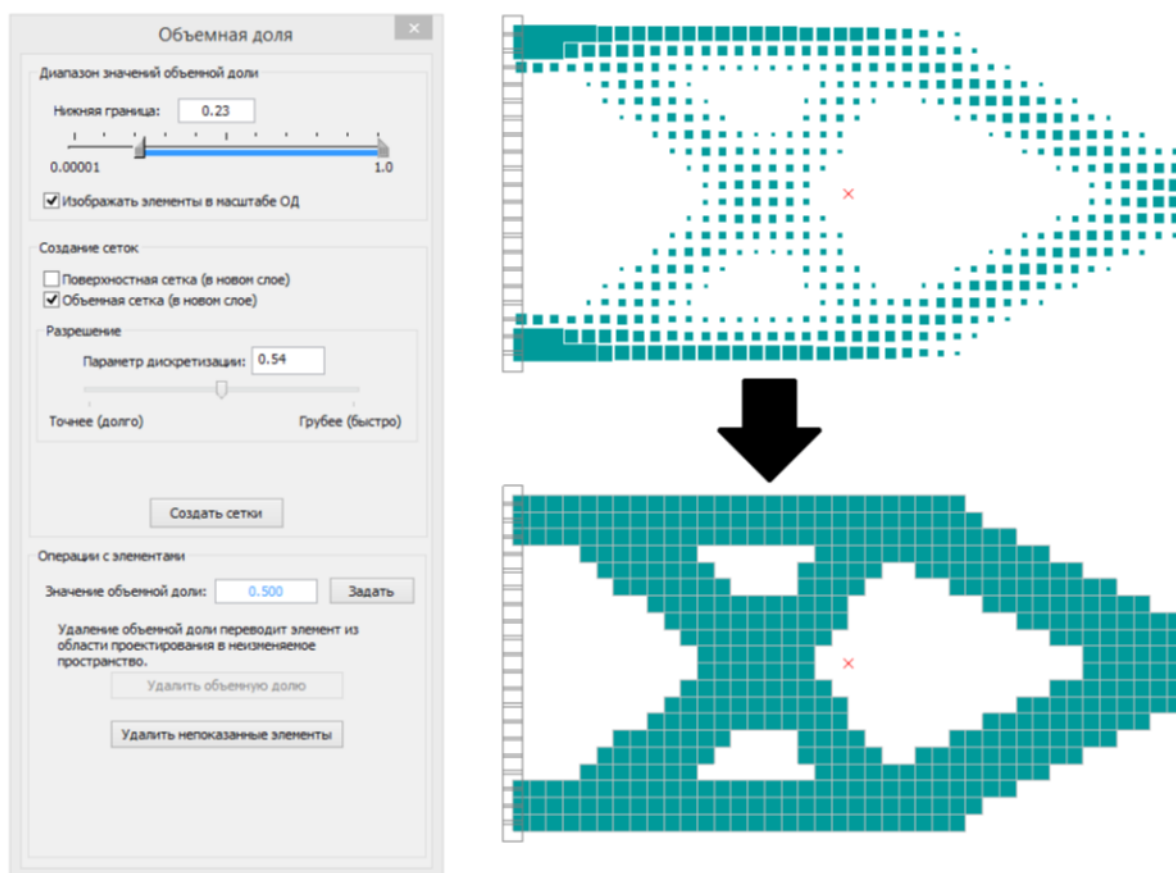 Объемная доля
Диапазон значений объемной доли
Нижняя граница: 0.23
0.00001 1.0
Изображать элементы в масштабе ОД
Создание сеток
Поверхностная сетка (в новом слое)
Объемная сетка (в новом слое)
Разрешение
Параметр дискретизации: 0.54
Точнее (долго) Грубее (быстро)
Создать сетки
Операции с элементами
Значение объемной доли: 0.500 Задать
Удаление объемной доли переводит элемент из
области проектирования в неизменяемое
пространство.
Удалить объемную долю
Удалить непоказанные элементы